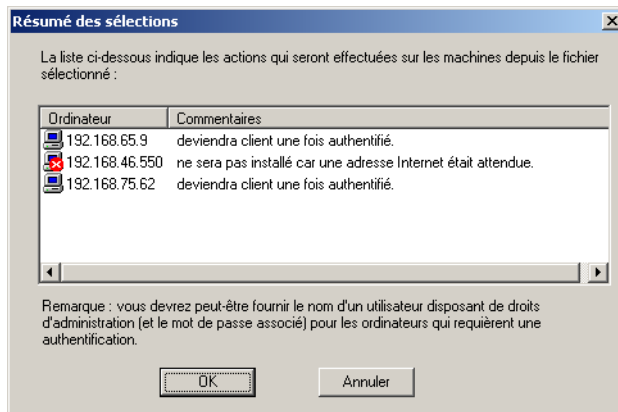 Résumé des sélections
La liste ci-dessous indique les actions qui seront effectuées sur les machines depuis le fichier
sélectionné :
Ordinateur Commentaires
192.168.65.9 deviendra client une fois authentifié.
192.168.46.550 ne sera pas installé car une adresse Internet était attendue.
192.168.75.62 deviendra client une fois authentifié.
Remarque : vous devrez peut-être fournir le nom d'un utilisateur disposant de droits
d'administration (et le mot de passe associé) pour les ordinateurs qui requièrent une
authentification.
OK Annuler